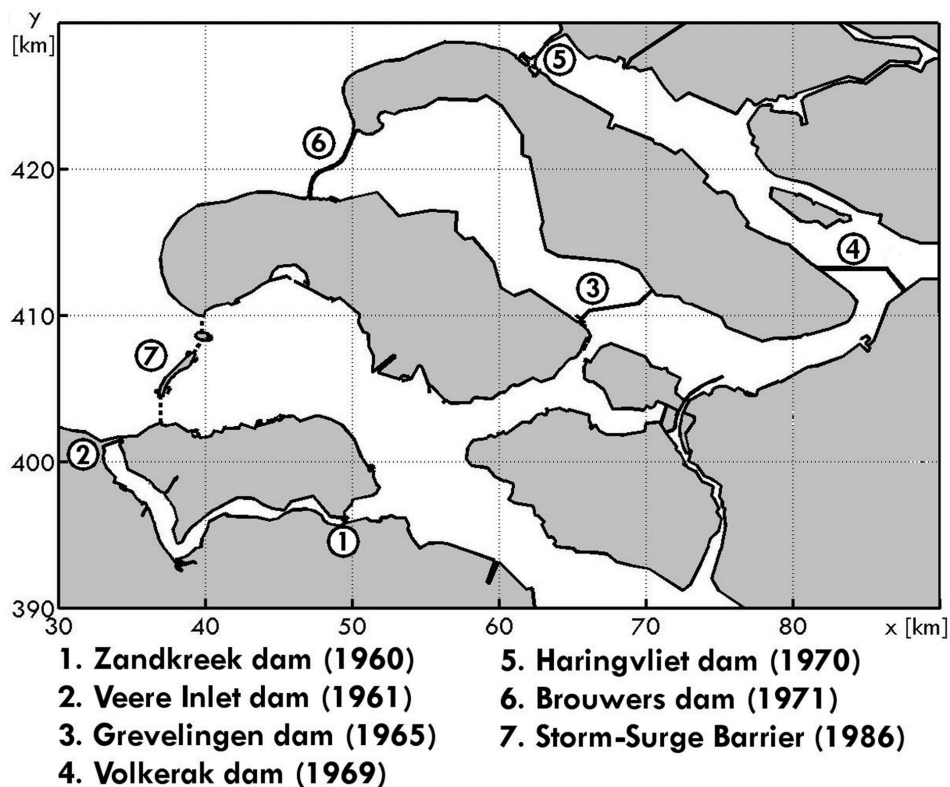 y
[km]
5
6
420
4
3
410
7
2
400
1
390
30 40 50 60 70 80 x [km]
1. Zandkreek dam (1960)
2. Veere Inlet dam (1961)
3. Grevelingen dam (1965)
4. Volkerak dam (1969)
5. Haringvliet dam (1970)
6. Brouwers dam (1971)
7. Storm-Surge Barrier (1986)